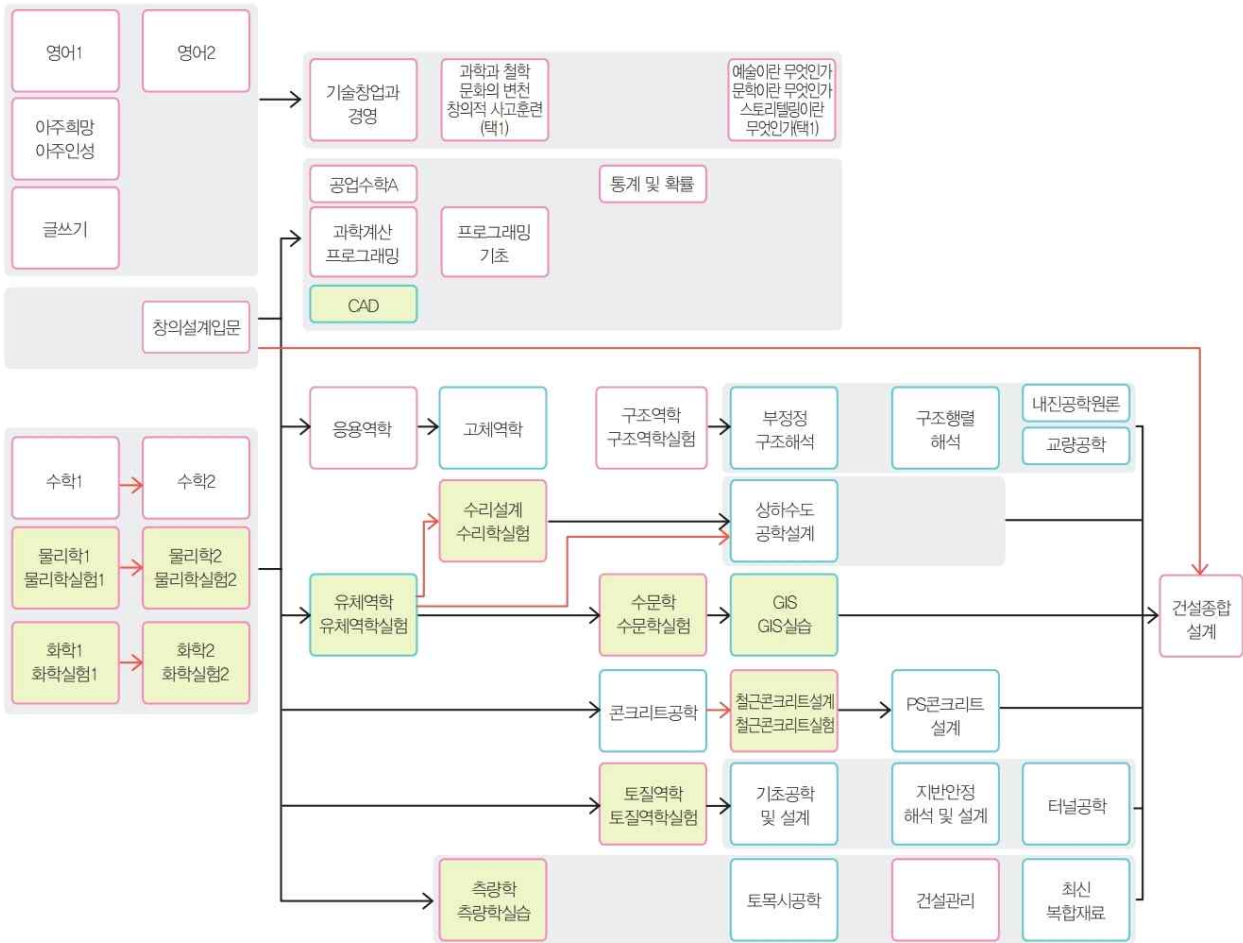 영어1
영어2
아주희망
아주인성
글쓰기
기술창업과
경영
과학과 철학
문화의 변천
창의적 사고훈련
(택1)
예술이란 무엇인가
문학이란 무엇인가
스토리텔링이란
무엇인가(택1)
공업수학A
통계 및 확률
과학계산
프로그래밍
프로그래밍
기초
CAD
창의설계입문
응용역학
고체역학
구조역학
구조역학실험
부정정
구조해석
구조행렬
해석
내진공학원론
교량공학
수학1
수학2
수리설계
수리학실험
상하수도
공학설계
물리학1
물리학실험1
물리학2
물리학실험2
유체역학
유체역학실험
수문학
수문학실험
GIS
GIS실습
건설종합
설계
화학1
화학실험1
화학2
화학실험2
콘크리트공학
철근콘크리트설계
철근콘크리트실험
PS콘크리트
설계
토질역학
토질역학실험
기초공학
및 설계
지반안정
해석 및 설계
터널공학
측량학
측량학실습
토목시공학
건설관리
최신
복합재료